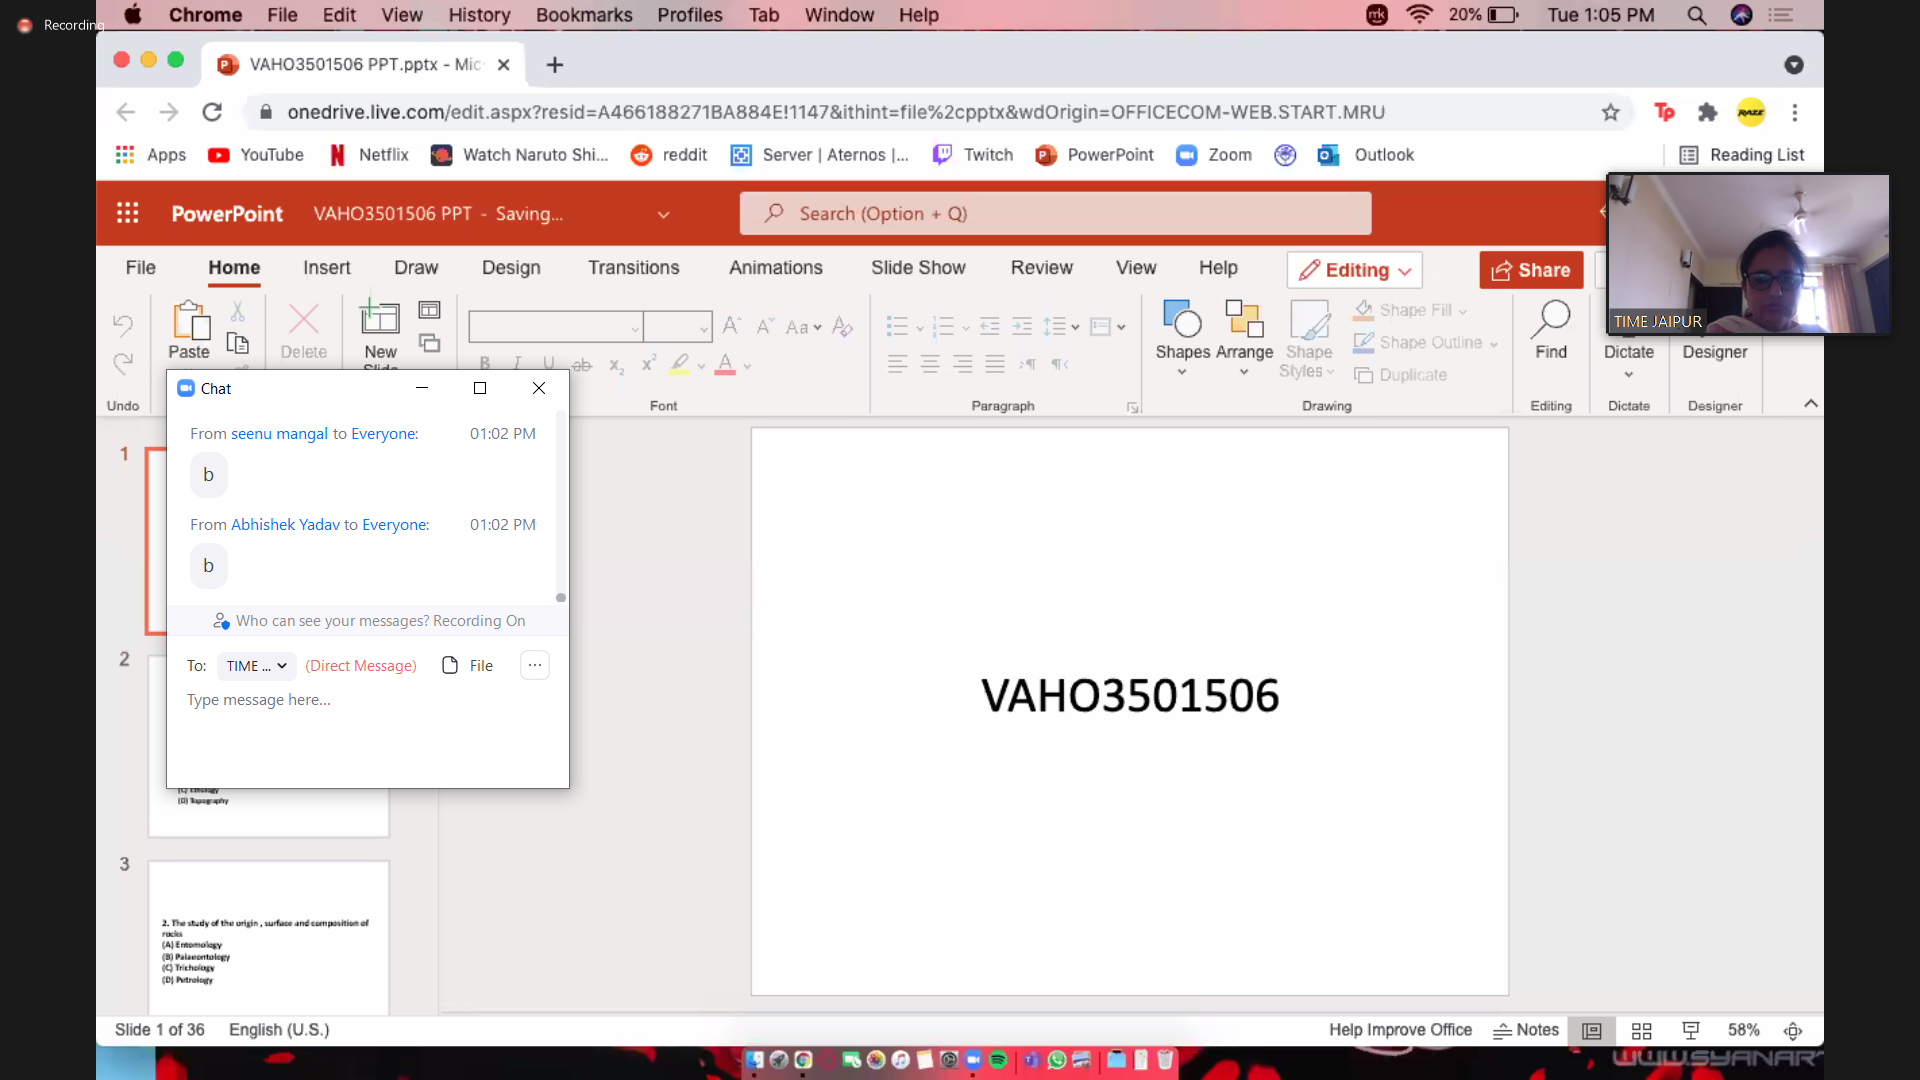 Recording
Chrome File Edit View History Bookmarks Profiles Tab Window Help
mk 20% Tue 1:05 PM
VAHO3501506 PPT.pptx - Mic
onedrive.live.com/edit.aspx?resid=A466188271BA884E!1147&ithint=file%2cpptx&wdOrigin=OFFICECOM-WEB.START.MRU
Tp RAZE
Apps YouTube Netflix Watch Naruto Shi... reddit Server | Aternos |... Twitch PowerPoint Zoom Outlook Reading List
PowerPoint VAHO3501506 PPT - Saving... Search (Option + Q)
File Home Insert Draw Design Transitions Animations Slide Show Review View Help Editing Share
TIME JAIPUR
Paste Delete New Slide
Shapes Arrange Shape Styles
Shape Fill
Shape Outline
Duplicate
Find Dictate Designer
Undo Font Paragraph Drawing Editing Dictate Designer
Chat
From seenu mangal to Everyone: 01:02 PM
b
From Abhishek Yadav to Everyone: 01:02 PM
b
Who can see your messages? Recording On
To: TIME ... (Direct Message) File
Type message here...
1
2
(D) Topography
3
2. The study of the origin , surface and composition of
rocks
(A) Entomology
(B) Palaeontology
(C) Trichology
(D) Petrology
VAHO3501506
Slide 1 of 36 English (U.S.) Help Improve Office Notes 58%